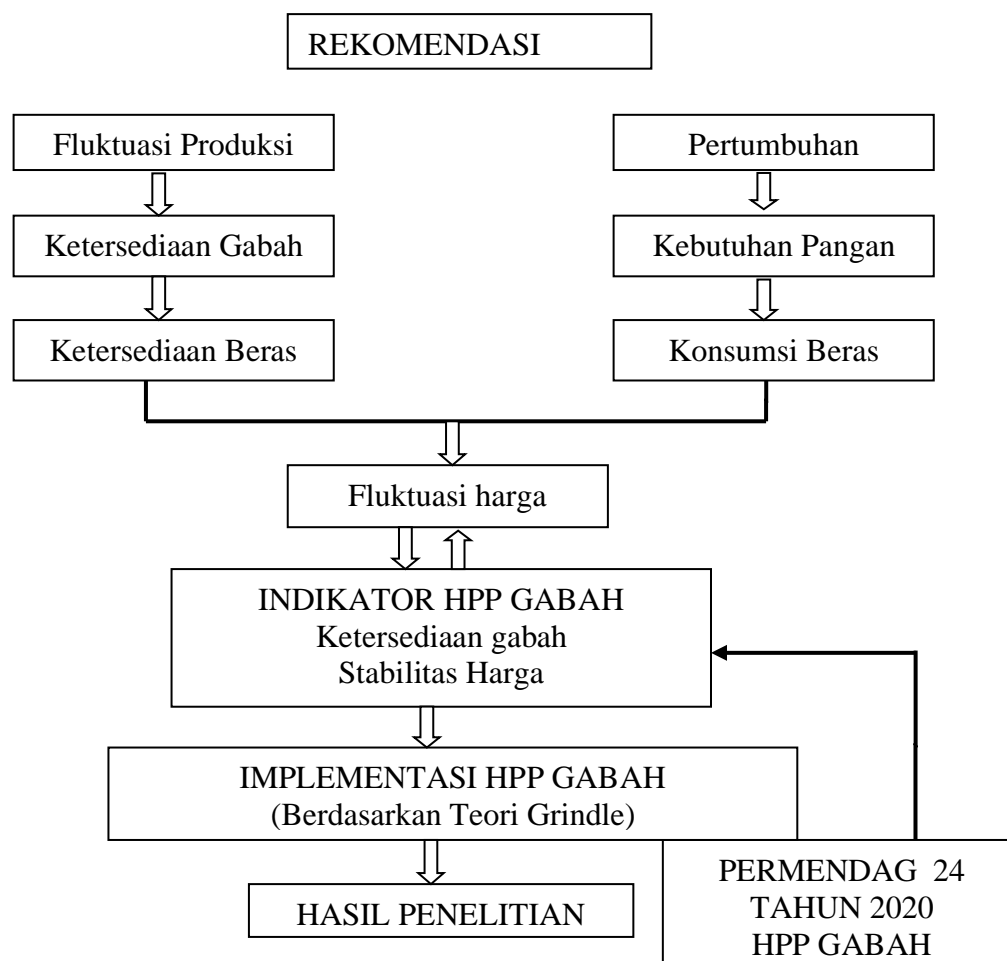 REKOMENDASI
Fluktuasi Produksi
Pertumbuhan
Ketersediaan Gabah
Kebutuhan Pangan
Ketersediaan Beras
Konsumsi Beras
Fluktuasi harga
INDIKATOR HPP GABAH
Ketersediaan gabah
Stabilitas Harga
IMPLEMENTASI HPP GABAH
(Berdasarkan Teori Grindle)
HASIL PENELITIAN
PERMENDAG 24
TAHUN 2020
HPP GABAH